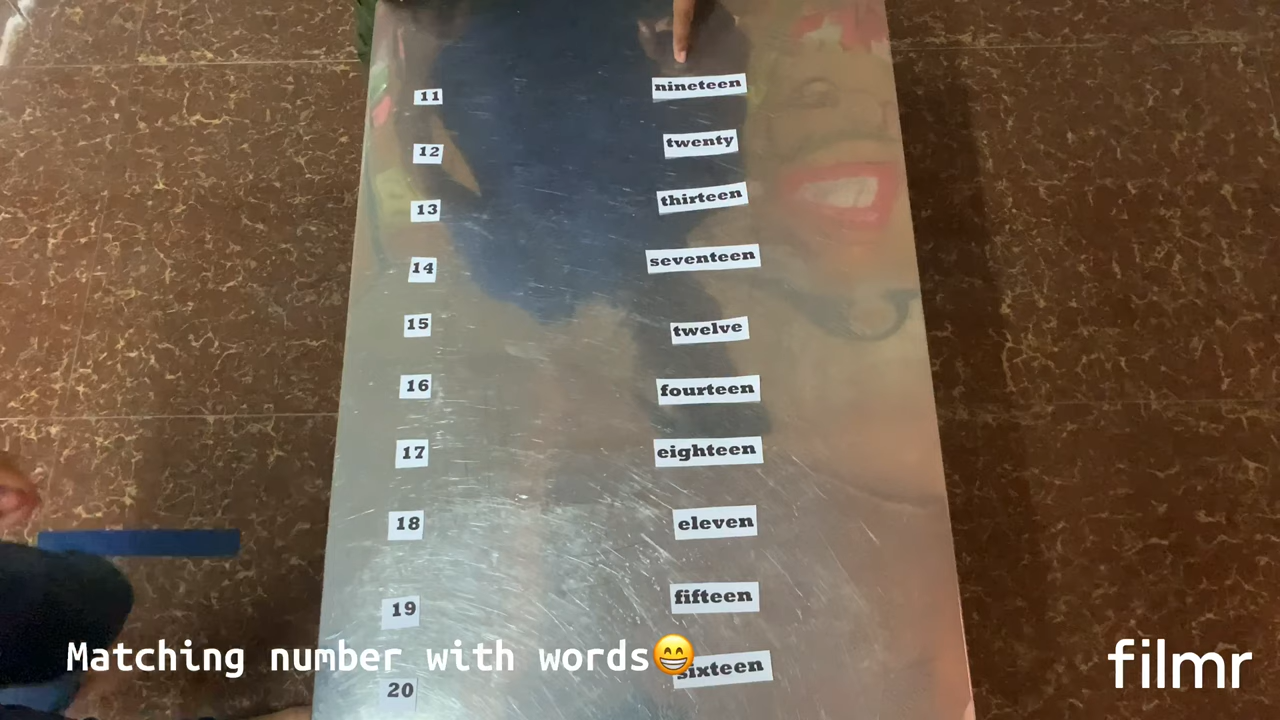 11 nineteen
12 twenty
13 thirteen
14 seventeen
15 twelve
16 fourteen
17 eighteen
18 eleven
19 fifteen
20 sixteen
Matching number with words😁
filmr